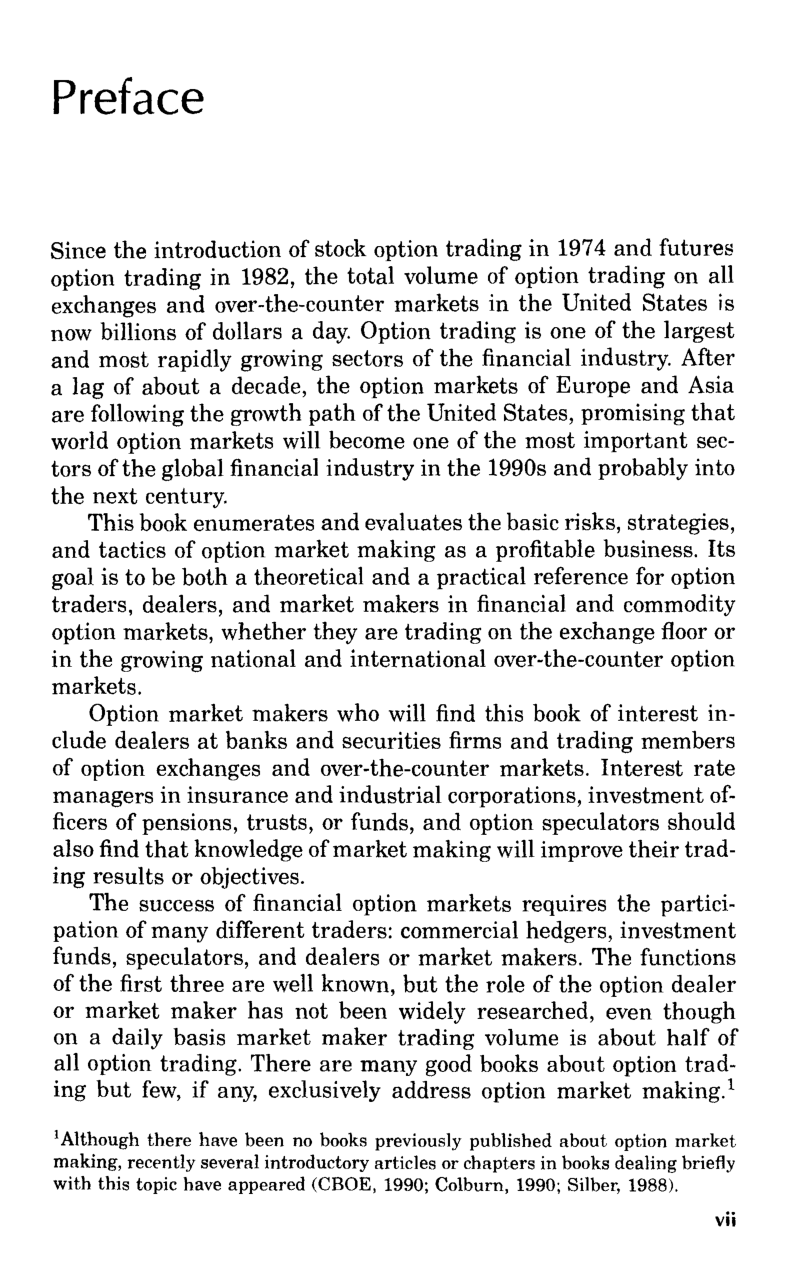 Preface
Since the introduction of stock option trading in 1974 and futures
option trading in 1982, the total volume of option trading on all
exchanges and over-the-counter markets in the United States is
now billions of dollars a day. Option trading is one of the largest
and most rapidly growing sectors of the financial industry. After
a lag of about a decade, the option markets of Europe and Asia
are following the growth path of the United States, promising that
world option markets will become one of the most important sec-
tors of the global financial industry in the 1990s and probably into
the next century.
This book enumerates and evaluates the basic risks, strategies,
and tactics of option market making as a profitable business. Its
goal is to be both a theoretical and a practical reference for option
traders, dealers, and market makers in financial and commodity
option markets, whether they are trading on the exchange floor or
in the growing national and international over-the-counter option
markets.
Option market makers who will find this book of interest in-
clude dealers at banks and securities firms and trading members
of option exchanges and over-the-counter markets. Interest rate
managers in insurance and industrial corporations, investment of-
ficers of pensions, trusts, or funds, and option speculators should
also find that knowledge of market making will improve their trad-
ing results or objectives.
The success of financial option markets requires the partici-
pation of many different traders: commercial hedgers, investment
funds, speculators, and dealers or market makers. The functions
of the first three are well known, but the role of the option dealer
or market maker has not been widely researched, even though
on a daily basis market maker trading volume is about half of
all option trading. There are many good books about option trad-
ing but few, if any, exclusively address option market making.¹
¹Although there have been no books previously published about option market
making, recently several introductory articles or chapters in books dealing briefly
with this topic have appeared (CBOE, 1990; Colburn, 1990; Silber, 1988).
vii